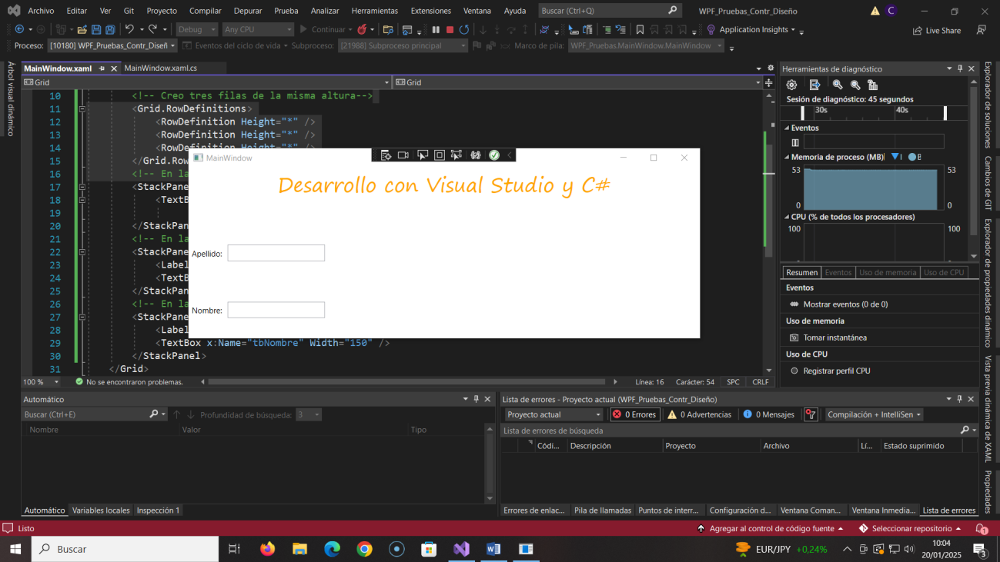 Archivo Editar Ver Git Proyecto Compilar Depurar Prueba Analizar Herramientas Extensiones Ventana Ayuda Buscar (Ctrl+Q) WPF_Pruebas_Contr_Diseño C
Debug Any CPU Continuar Application Insights Live Share
Proceso: [10180] WPF_Pruebas_Contr_Diseñ Eventos del ciclo de vida Subproceso: [21988] Subproceso principal Marco de pila: WPF_Pruebas.MainWindow.MainWindow
Árbol visual dinámico
MainWindow.xaml MainWindow.xaml.cs
Grid Grid
10 <!-- Creo tres filas de la misma altura-->
11 <Grid.RowDefinitions>
12 <RowDefinition Height="*" />
13 <RowDefinition Height="*" />
14 <RowDefinition Height="*" />
15 </Grid.Row
16 <!-- En la
17 <StackPane
18 <TextB
19
20 </StackPan
21 <!-- En la
22 <StackPane
23 <Label
24 <TextB
25 </StackPan
26 <!-- En la
27 <StackPane
28 <Label
29 <TextBox x:Name="tbNombre" Width="150" />
30 </StackPanel>
31 </Grid>
MainWindow
Desarrollo con Visual Studio y C#
Apellido:
Nombre:
100 % No se encontraron problemas. Línea: 16 Carácter: 54 SPC CRLF
Herramientas de diagnóstico
Sesión de diagnóstico: 45 segundos
30s 40s
Eventos
Memoria de proceso (MB)
53 53
0 0
CPU (% de todos los procesadores)
100 100
Resumen Eventos Uso de memoria Uso de CPU
Eventos
Mostrar eventos (0 de 0)
Uso de memoria
Tomar instantánea
Uso de CPU
Registrar perfil CPU
Explorador de soluciones
Cambios de GIT
Explorador de propiedades dinámico
Vista previa dinámica de XAML
Propiedades
Automático
Buscar (Ctrl+E) Profundidad de búsqueda: 3
Nombre Valor Tipo
Automático Variables locales Inspección 1
Lista de errores - Proyecto actual (WPF_Pruebas_Contr_Diseño)
Proyecto actual 0 Errores 0 Advertencias 0 Mensajes Compilación + IntelliSen
Lista de errores de búsqueda
Códi... Descripción Proyecto Archivo Lí... Estado suprimido
Errores de enlac... Pila de llamadas Puntos de interr... Configuración d... Ventana Coman... Ventana Inmedia... Lista de errores
Listo Agregar al control de código fuente Seleccionar repositorio 1
Buscar EUR/JPY +0,24% 10:04
20/01/2025 3